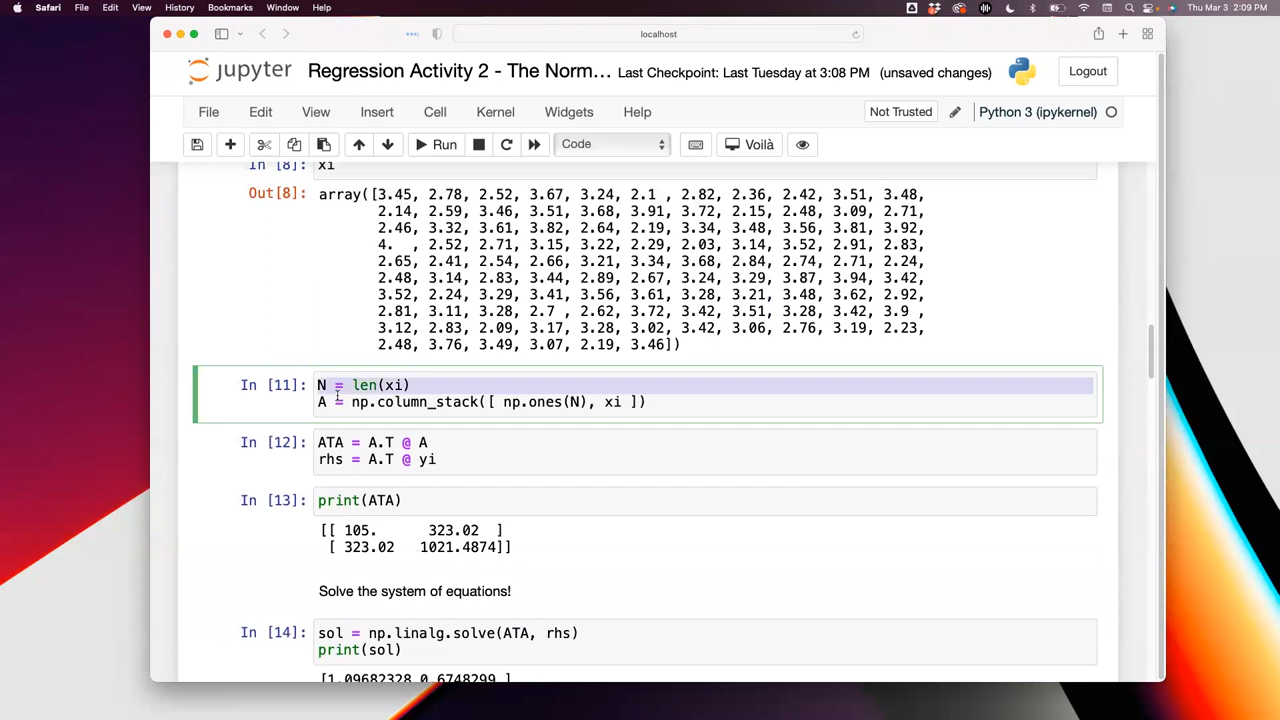 Safari File Edit View History Bookmarks Window Help Thu Mar 3 2:09 PM
localhost
jupyter Regression Activity 2 - The Norm... Last Checkpoint: Last Tuesday at 3:08 PM (unsaved changes) Logout
File Edit View Insert Cell Kernel Widgets Help Not Trusted Python 3 (ipykernel)
Run Code Voilà
In [8]: xi
Out[8]: array([3.45, 2.78, 2.52, 3.67, 3.24, 2.1 , 2.82, 2.36, 2.42, 3.51, 3.48,
2.14, 2.59, 3.46, 3.51, 3.68, 3.91, 3.72, 2.15, 2.48, 3.09, 2.71,
2.46, 3.32, 3.61, 3.82, 2.64, 2.19, 3.34, 3.48, 3.56, 3.81, 3.92,
4.  , 2.52, 2.71, 3.15, 3.22, 2.29, 2.03, 3.14, 3.52, 2.91, 2.83,
2.65, 2.41, 2.54, 2.66, 3.21, 3.34, 3.68, 2.84, 2.74, 2.71, 2.24,
2.48, 3.14, 2.83, 3.44, 2.89, 2.67, 3.24, 3.29, 3.87, 3.94, 3.42,
3.52, 2.24, 3.29, 3.41, 3.56, 3.61, 3.28, 3.21, 3.48, 3.62, 2.92,
2.81, 3.11, 3.28, 2.7 , 2.62, 3.72, 3.42, 3.51, 3.28, 3.42, 3.9 ,
3.12, 2.83, 2.09, 3.17, 3.28, 3.02, 3.42, 3.06, 2.76, 3.19, 2.23,
2.48, 3.76, 3.49, 3.07, 2.19, 3.46])
In [11]: N = len(xi)
A = np.column_stack([ np.ones(N), xi ])
In [12]: ATA = A.T @ A
rhs = A.T @ yi
In [13]: print(ATA)
[[ 105. 323.02 ]
[ 323.02 1021.4874]]
Solve the system of equations!
In [14]: sol = np.linalg.solve(ATA, rhs)
print(sol)
[1.09682328 0.6748299 ]